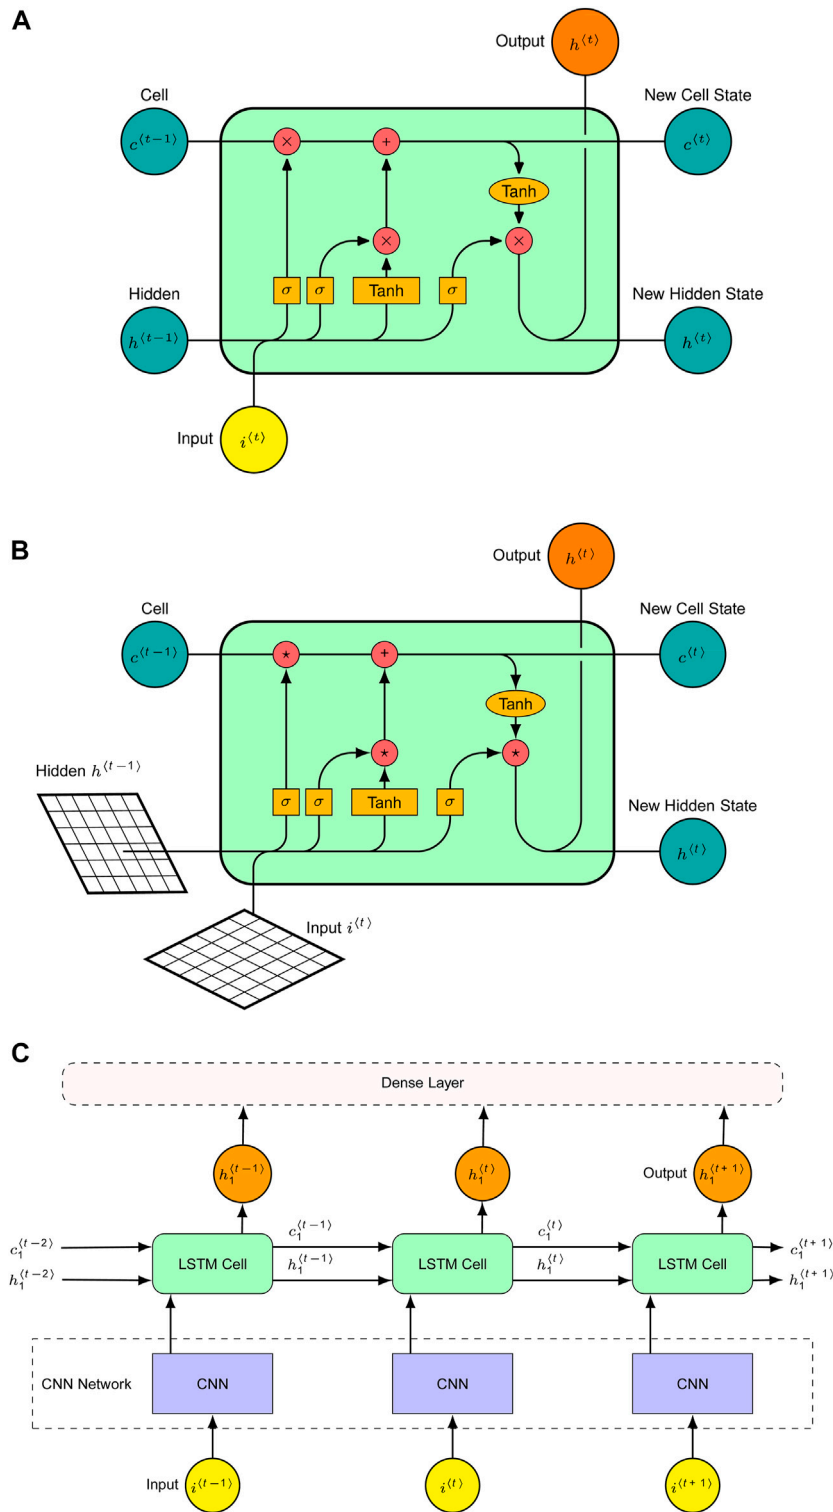 A
Output h⟨t⟩
Cell
New Cell State
c⟨t−1⟩ × + c⟨t⟩
Tanh
× ×
Hidden
σ σ Tanh σ
New Hidden State
h⟨t−1⟩ h⟨t⟩
Input i⟨t⟩
B
Output h⟨t⟩
Cell
New Cell State
c⟨t−1⟩ ⋆ + c⟨t⟩
Tanh
⋆ ⋆
Hidden h⟨t−1⟩
σ σ Tanh σ
New Hidden State
h⟨t⟩
Input i⟨t⟩
C
Dense Layer
h₁⟨t−1⟩ h₁⟨t⟩ Output h₁⟨t+1⟩
c₁⟨t−2⟩ c₁⟨t−1⟩ c₁⟨t⟩ c₁⟨t+1⟩
LSTM Cell LSTM Cell LSTM Cell
h₁⟨t−2⟩ h₁⟨t−1⟩ h₁⟨t⟩ h₁⟨t+1⟩
CNN Network CNN CNN CNN
Input i⟨t−1⟩ i⟨t⟩ i⟨t+1⟩